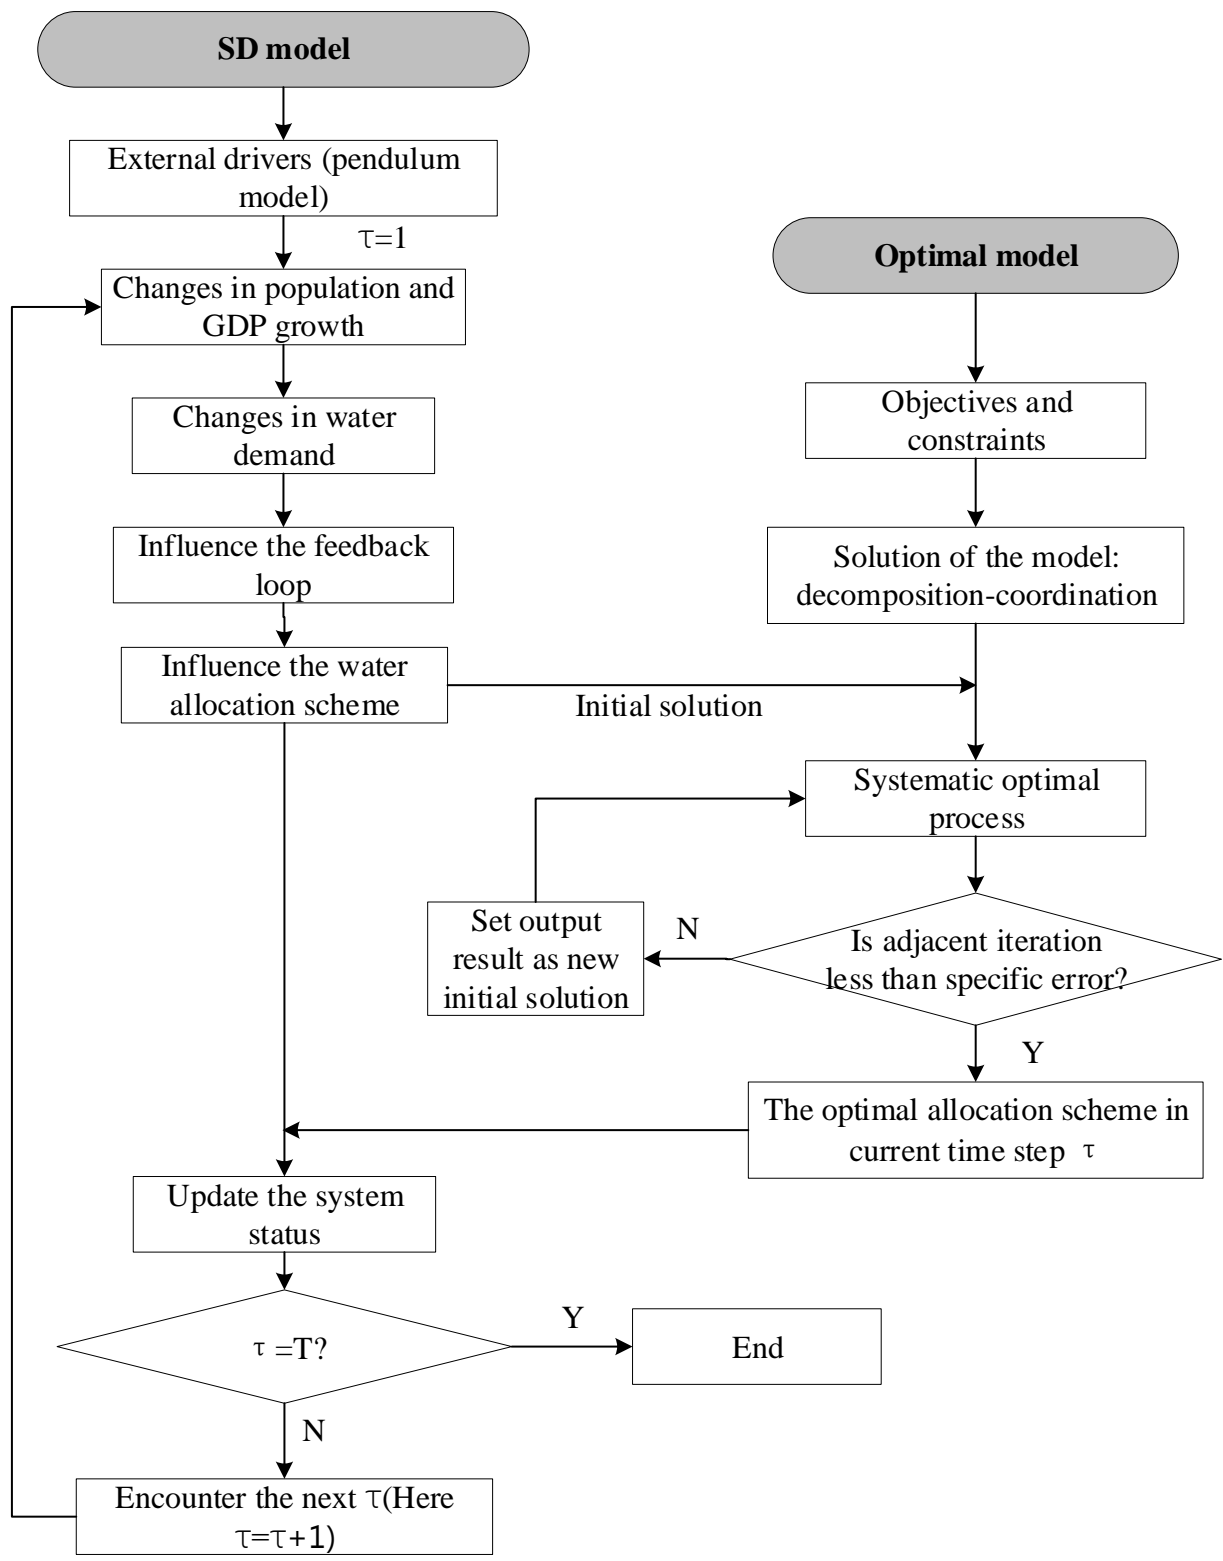 SD model
External drivers (pendulum
model)
τ=1
Changes in population and
GDP growth
Changes in water
demand
Influence the feedback
loop
Influence the water
allocation scheme
Initial solution
Optimal model
Objectives and
constraints
Solution of the model:
decomposition-coordination
Systematic optimal
process
Is adjacent iteration
less than specific error?
N
Set output
result as new
initial solution
Y
The optimal allocation scheme in
current time step τ
Update the system
status
τ =T?
Y
End
N
Encounter the next τ(Here
τ=τ+1)